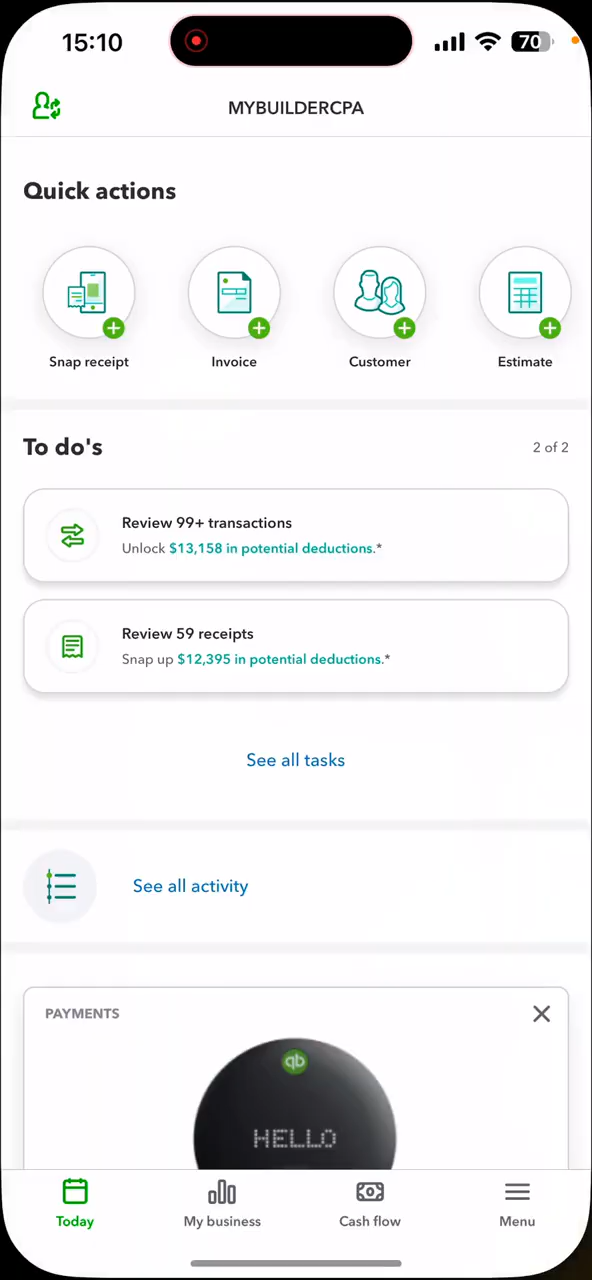 15:10
70
MYBUILDERCPA
Quick actions
Snap receipt
Invoice
Customer
Estimate
To do's
2 of 2
Review 99+ transactions
Unlock $13,158 in potential deductions.*
Review 59 receipts
Snap up $12,395 in potential deductions.*
See all tasks
See all activity
PAYMENTS
qb
HELLO
Today
My business
Cash flow
Menu